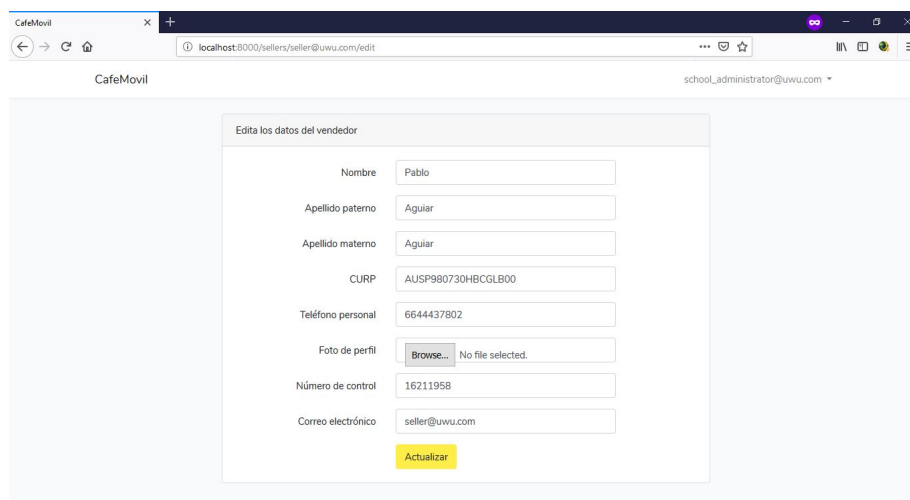 CafeMovil
localhost:8000/sellers/seller@uwu.com/edit
CafeMovil
school_administrator@uwu.com
Edita los datos del vendedor
Nombre Pablo
Apellido paterno Aguiar
Apellido materno Aguiar
CURP AUSP980730HBCGLB00
Teléfono personal 6644437802
Foto de perfil Browse... No file selected.
Número de control 16211958
Correo electrónico seller@uwu.com
Actualizar